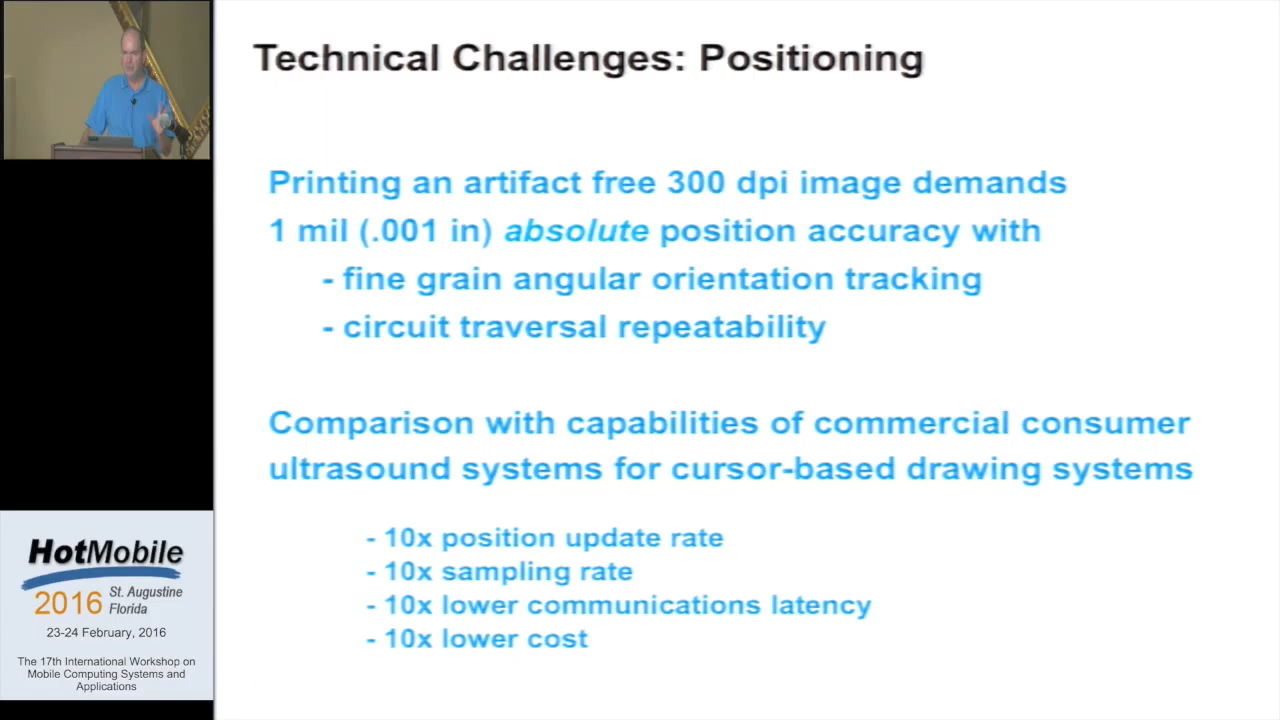 Technical Challenges: Positioning
Printing an artifact free 300 dpi image demands
1 mil (.001 in) absolute position accuracy with
- fine grain angular orientation tracking
- circuit traversal repeatability
Comparison with capabilities of commercial consumer
ultrasound systems for cursor-based drawing systems
- 10x position update rate
- 10x sampling rate
- 10x lower communications latency
- 10x lower cost
HotMobile
2016 St. Augustine
Florida
23-24 February, 2016
The 17th International Workshop on
Mobile Computing Systems and
Applications